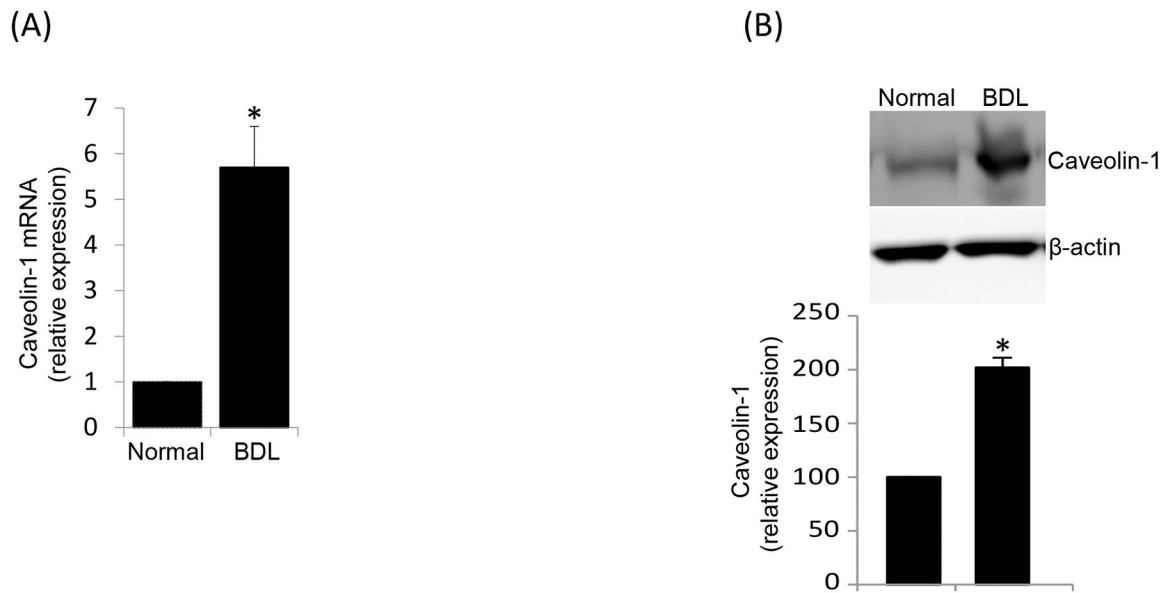 (A)
Caveolin-1 mRNA
(relative expression)
7
6
5
4
3
2
1
0
*
Normal BDL
(B)
Normal BDL
Caveolin-1
β-actin
Caveolin-1
(relative expression)
250
200
150
100
50
0
*